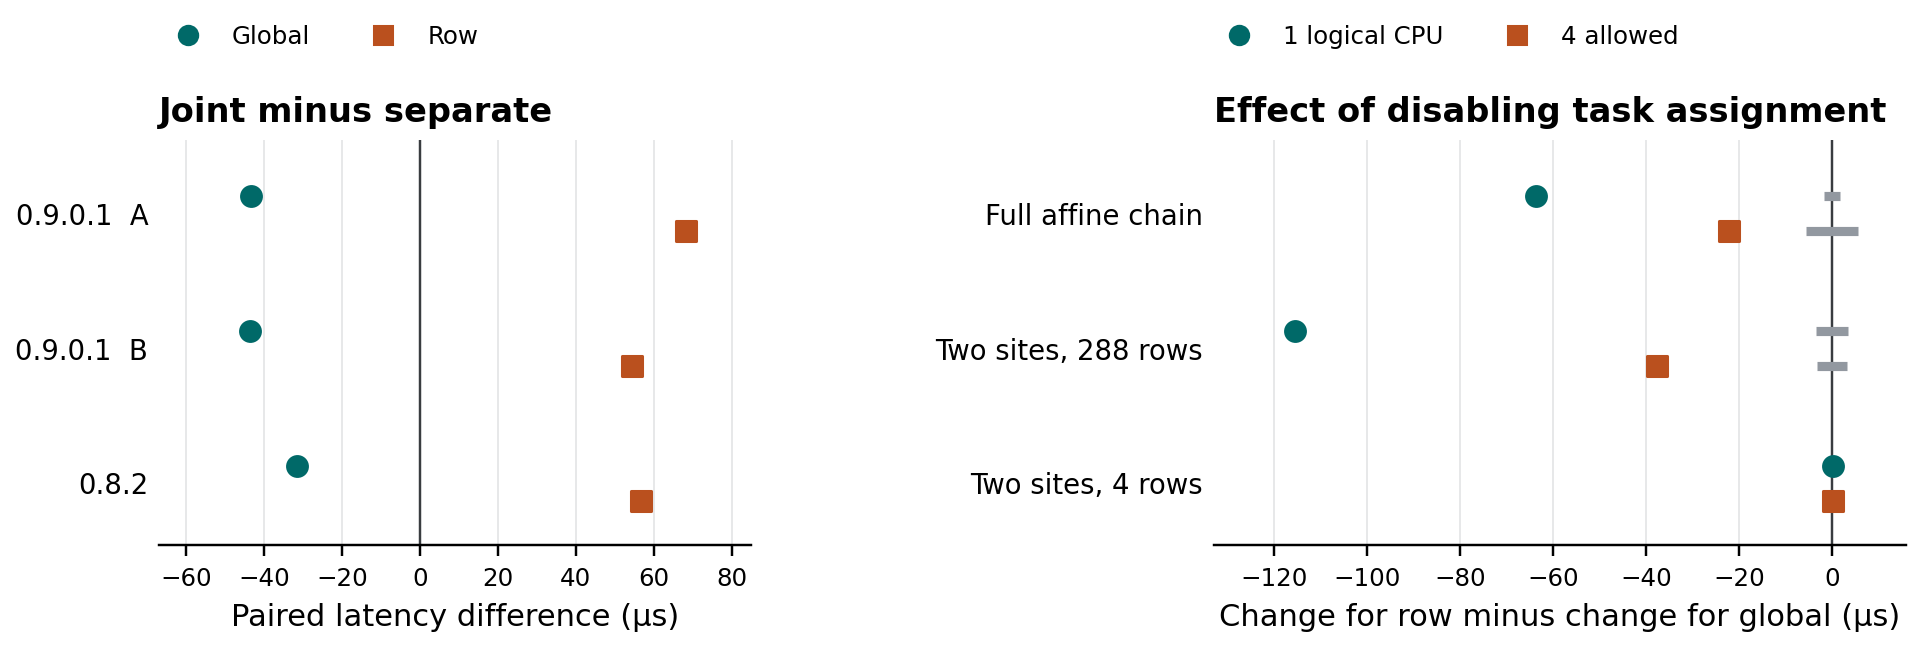 Global Row
Joint minus separate
0.9.0.1 A
0.9.0.1 B
0.8.2
−60 −40 −20 0 20 40 60 80
Paired latency difference (µs)
1 logical CPU 4 allowed
Effect of disabling task assignment
Full affine chain
Two sites, 288 rows
Two sites, 4 rows
−120 −100 −80 −60 −40 −20 0
Change for row minus change for global (µs)